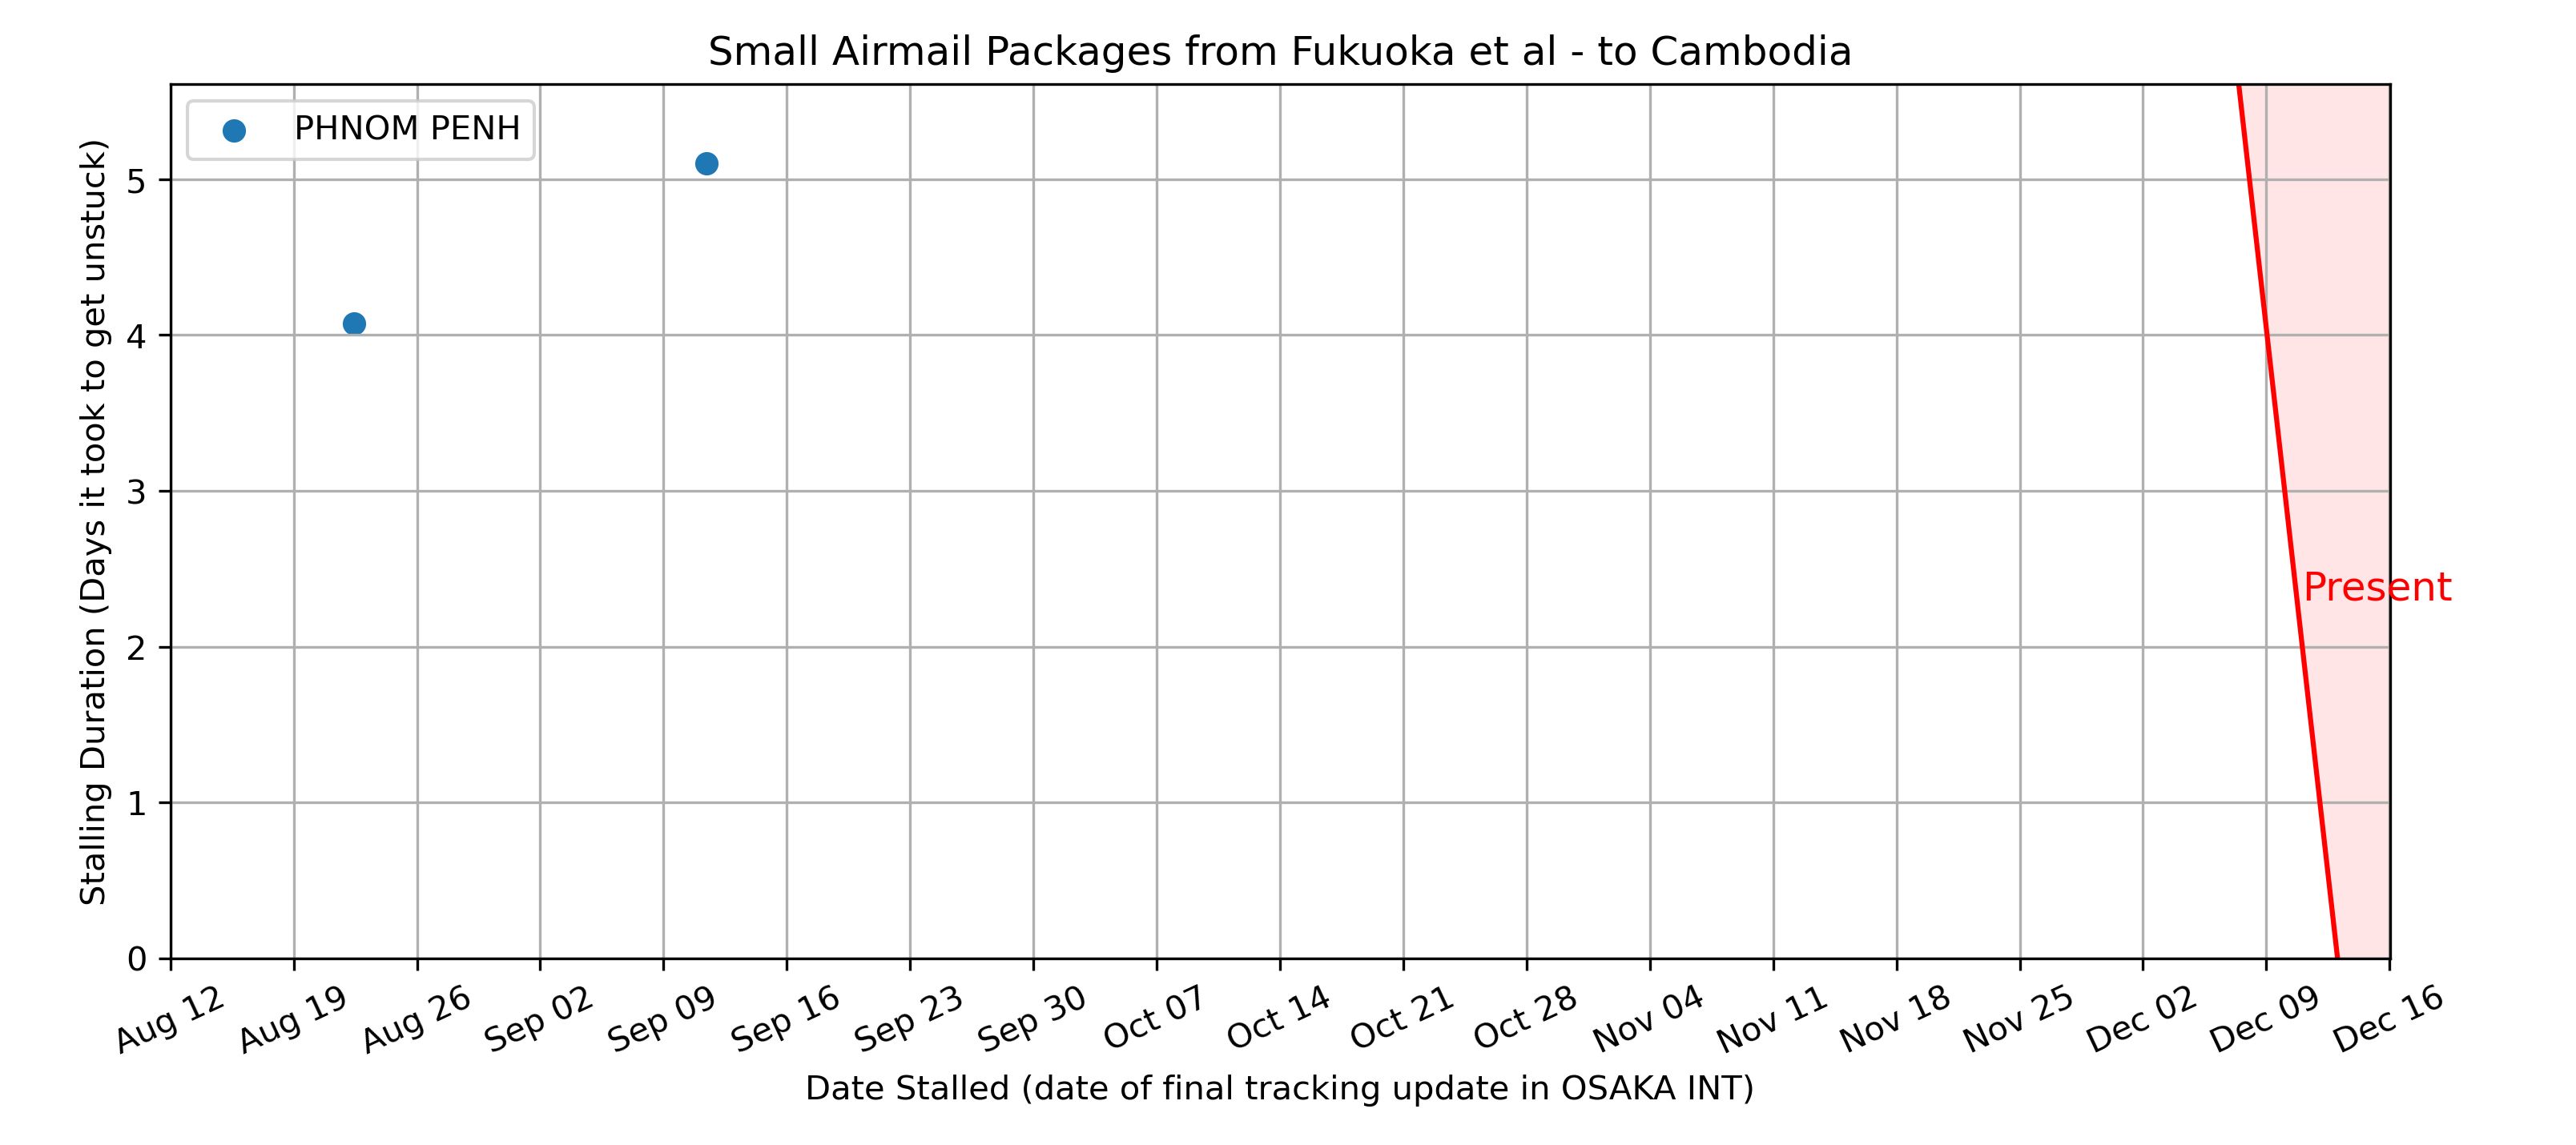 Small Airmail Packages from Fukuoka et al - to Cambodia
PHNOM PENH
Stalling Duration (Days it took to get unstuck)
5
4
3
2
1
0
Present
Aug 12
Aug 19
Aug 26
Sep 02
Sep 09
Sep 16
Sep 23
Sep 30
Oct 07
Oct 14
Oct 21
Oct 28
Nov 04
Nov 11
Nov 18
Nov 25
Dec 02
Dec 09
Dec 16
Date Stalled (date of final tracking update in OSAKA INT)